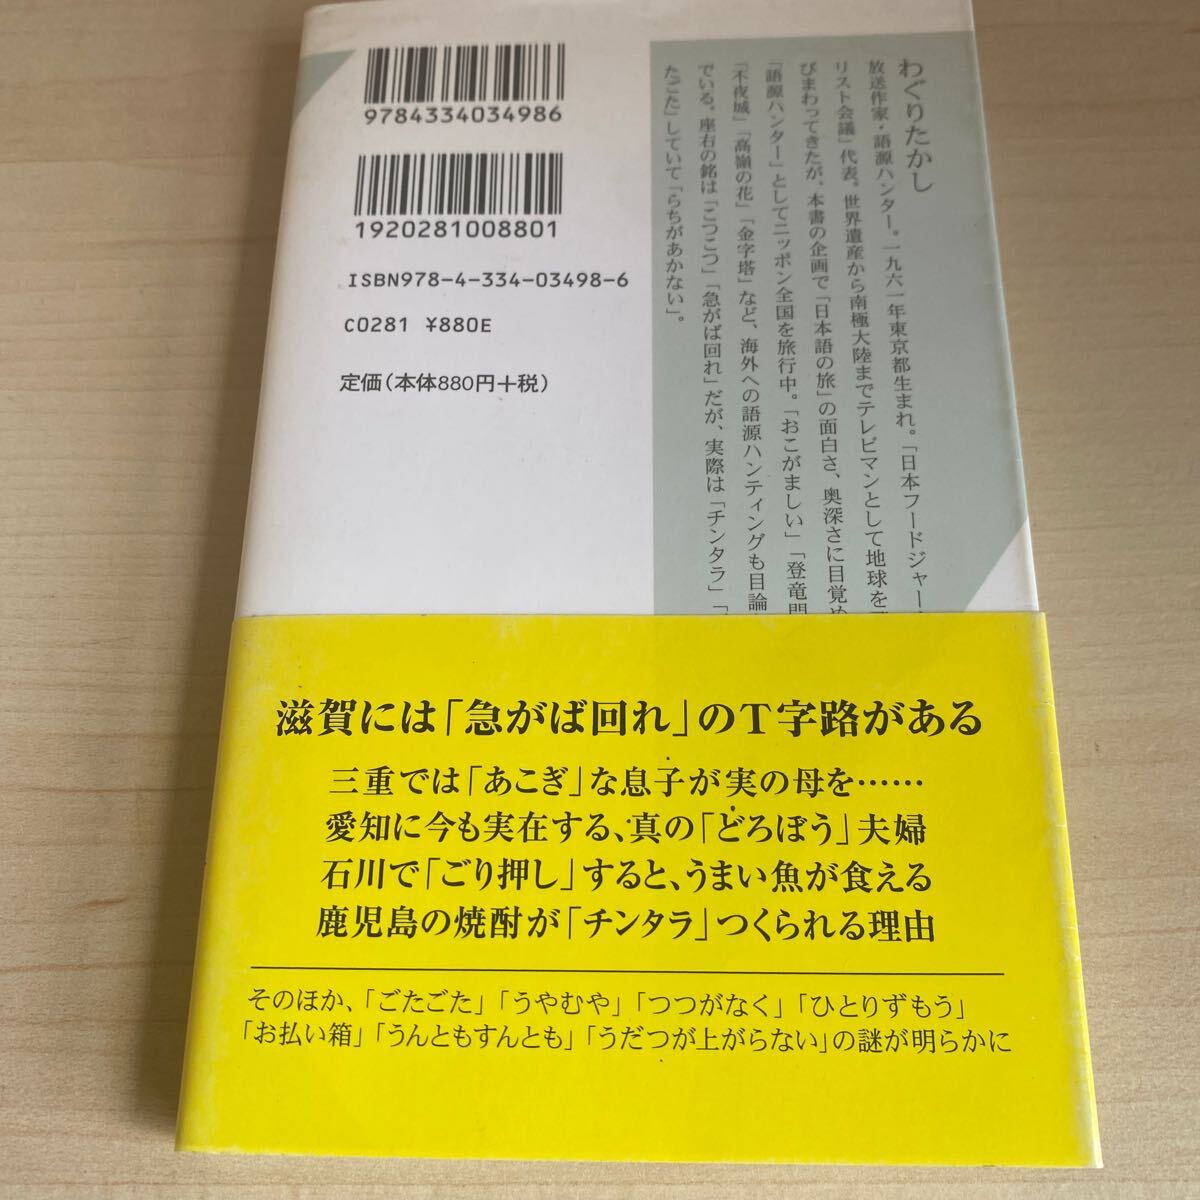 9784334034986
1920281008801
ISBN978-4-334-03498-6
C0281 ¥880E
定価(本体880円+税)
わぐりたかし
放送作家・語源ハンター。一九六一年東京都生まれ。「日本フードジャー
リスト会議」代表。世界遺産から南極大陸までテレビマンとして地球を
びまわってきたが、本書の企画で「日本語の旅」の面白さ、奥深さに目覚め
「語源ハンター」としてニッポン全国を旅行中。「おこがましい」「登竜門
「不夜城」「高嶺の花」「金字塔」など、海外への語源ハンティングも目論
でいる。座右の銘は「こつこつ」「急がば回れ」だが、実際は「チンタラ」「
たごた」していて「らちがあかない」。
滋賀には「急がば回れ」のT字路がある
三重では「あこぎ」な息子が実の母を……
愛知に今も実在する、真の「どろぼう」夫婦
石川で「ごり押し」すると、うまい魚が食える
鹿児島の焼酎が「チンタラ」つくられる理由
そのほか、「ごたごた」「うやむや」「つつがなく」「ひとりずもう」
「お払い箱」「うんともすんとも」「うだつが上がらない」の謎が明らかに